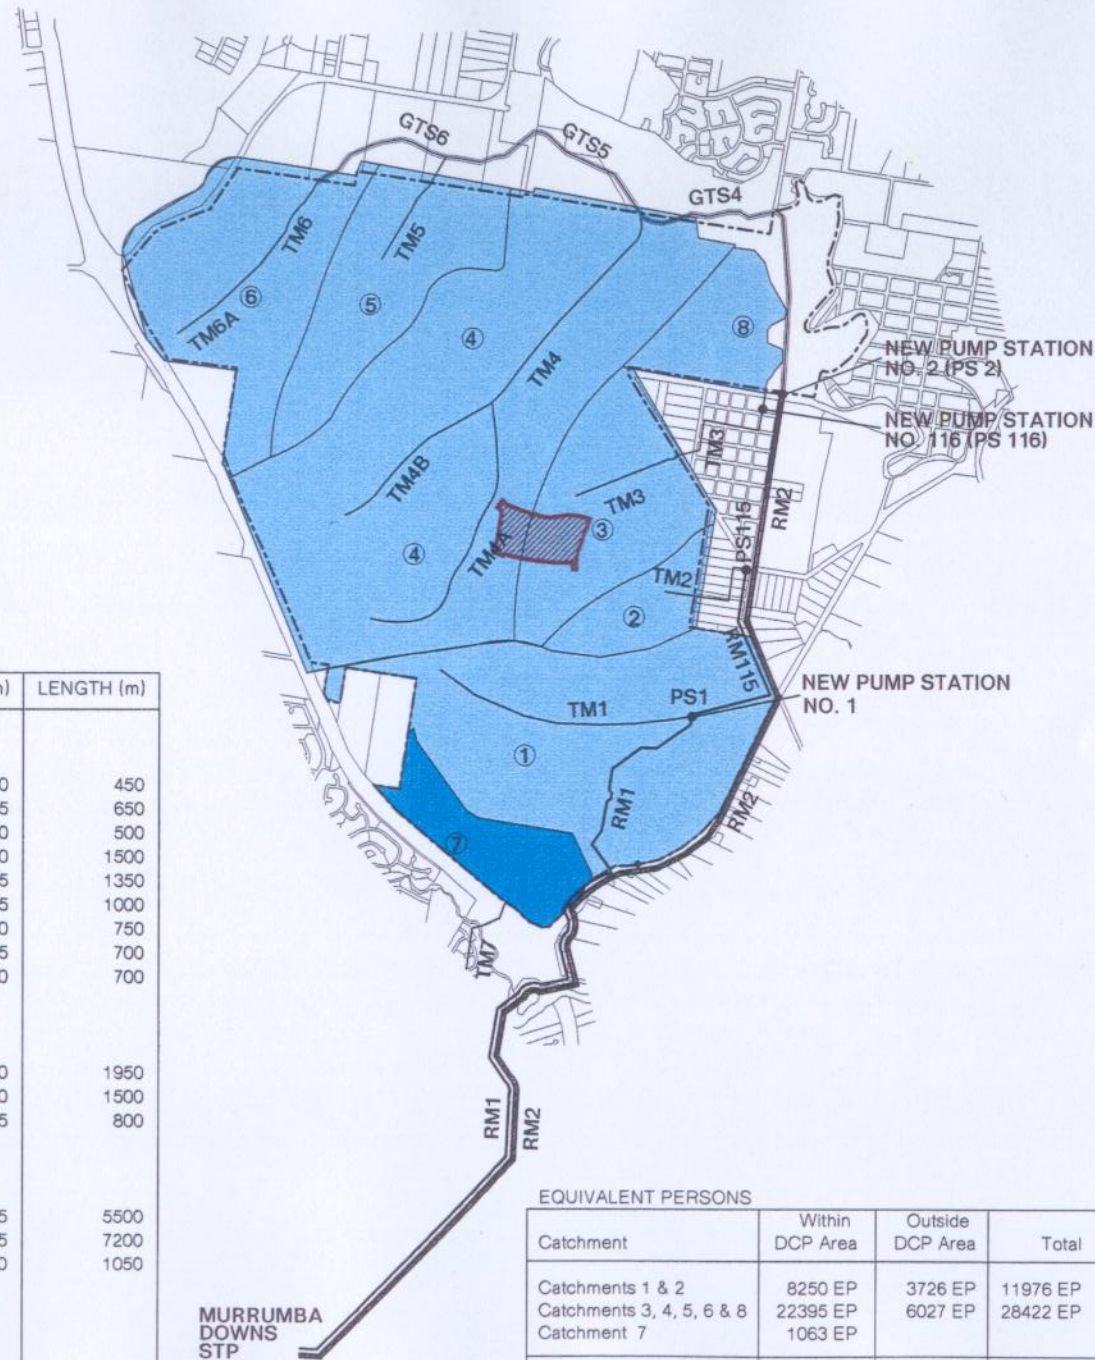 GTS6
GTS5
GTS4
TM6
TM5
⑥
TM6A
⑤
④
⑧
TM4
NEW PUMP STATION
NO. 2 (PS 2)
NEW PUMP STATION
NO. 116 (PS 116)
TM3
TM4B
TM3
RM2
③
PS115
TM4A
④
TM2
②
RM115
NEW PUMP STATION
NO. 1
PS1
TM1
①
RM1
RM2
⑦
TM7
LENGTH (m)
450
650
500
1500
1350
1000
750
700
700
1950
1500
800
5500
7200
1050
RM1
RM2
MURRUMBA
DOWNS
STP
EQUIVALENT PERSONS
Catchment Within DCP Area Outside DCP Area Total
Catchments 1 & 2 8250 EP 3726 EP 11976 EP
Catchments 3, 4, 5, 6 & 8 22395 EP 6027 EP 28422 EP
Catchment 7 1063 EP